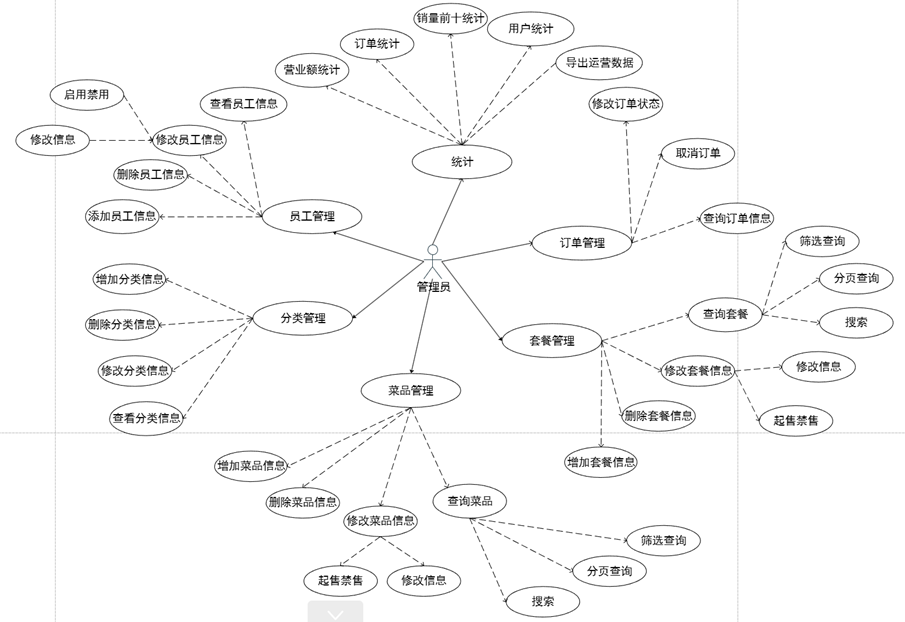 销量前十统计
用户统计
订单统计
导出运营数据
营业额统计
启用禁用
查看员工信息
修改订单状态
修改信息
修改员工信息
取消订单
统计
删除员工信息
添加员工信息
员工管理
查询订单信息
订单管理
筛选查询
增加分类信息
管理员
分页查询
删除分类信息
分类管理
查询套餐
搜索
套餐管理
修改分类信息
修改套餐信息
修改信息
菜品管理
查看分类信息
删除套餐信息
起售禁售
增加菜品信息
增加套餐信息
删除菜品信息
查询菜品
修改菜品信息
筛选查询
分页查询
起售禁售
修改信息
搜索